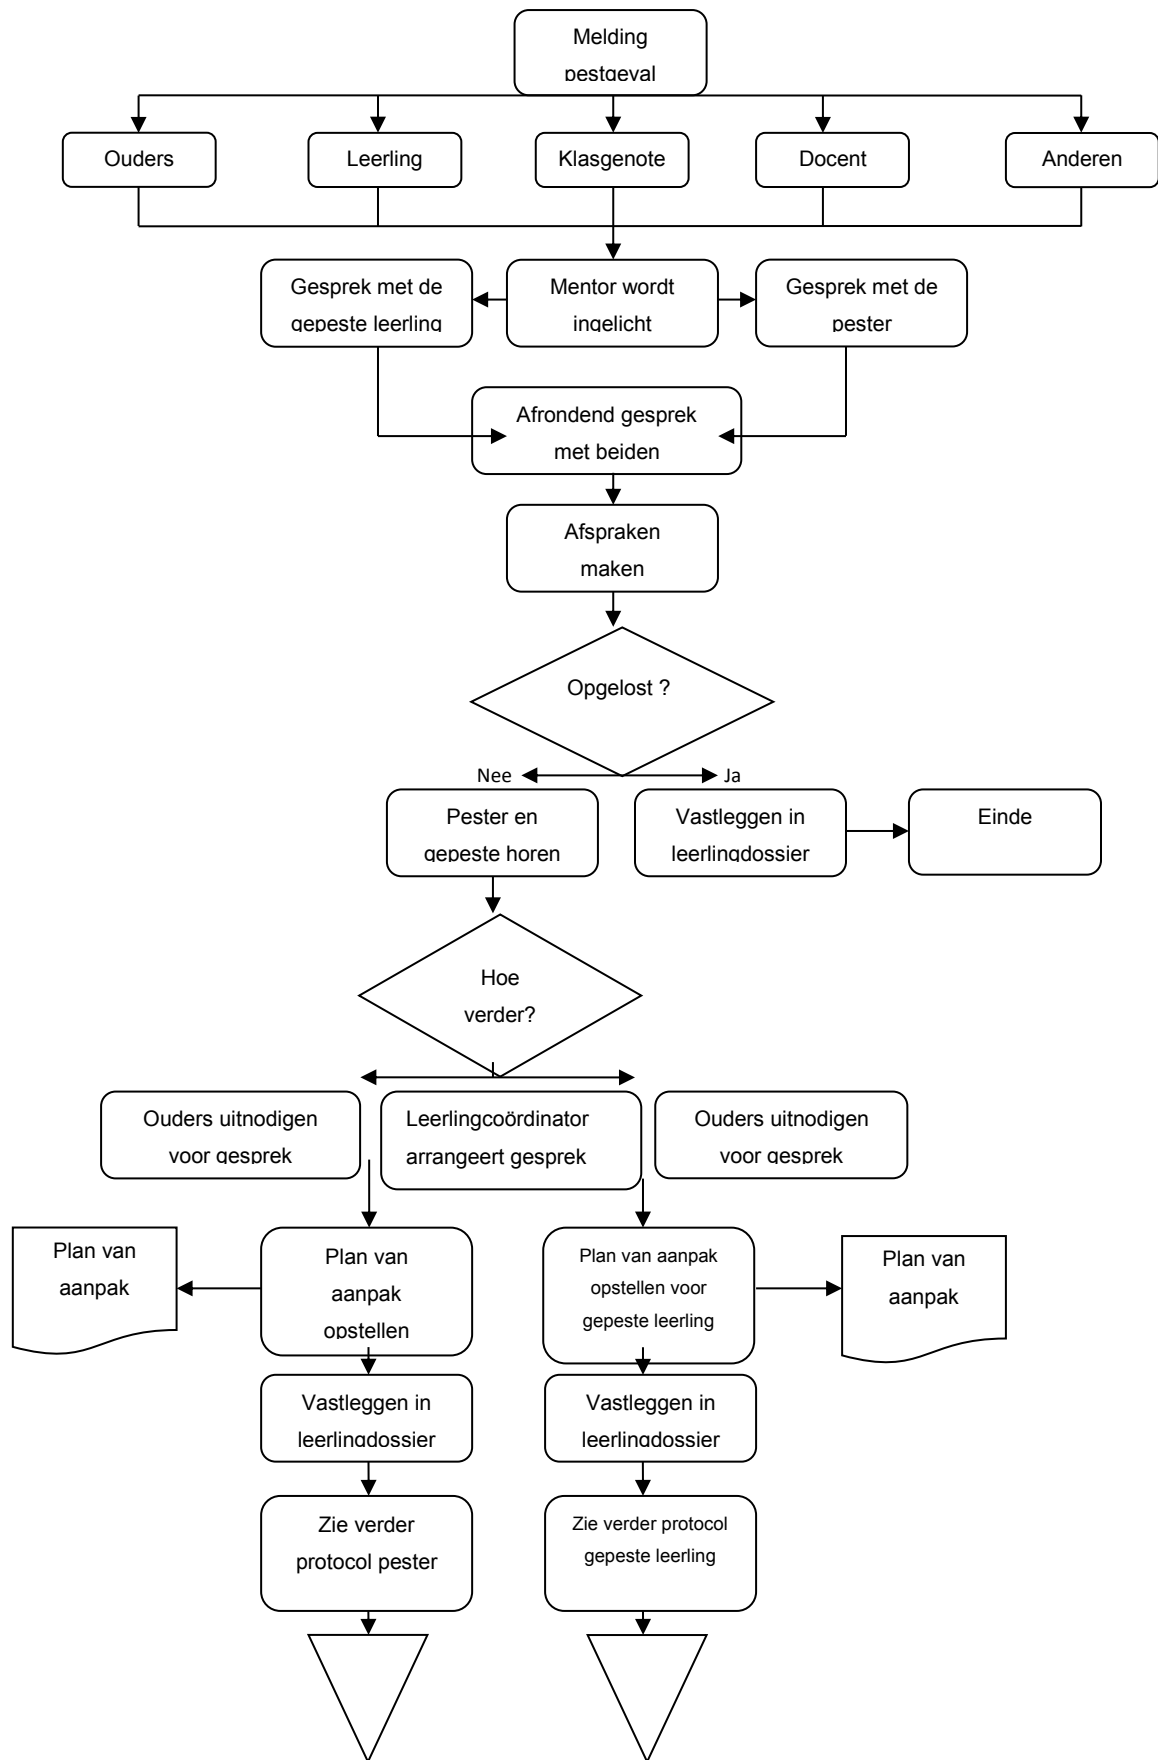 Melding
pestgeval
Ouders
Leerling
Klasgenote
Docent
Anderen
Gesprek met de
gepeste leerling
Mentor wordt
ingelicht
Gesprek met de
pester
Afrondend gesprek
met beiden
Afspraken
maken
Opgelost ?
Nee
Ja
Pester en
gepeste horen
Vastleggen in
leerlingdossier
Einde
Hoe
verder?
Ouders uitnodigen
voor gesprek
Leerlingcoördinator
arrangeert gesprek
Ouders uitnodigen
voor gesprek
Plan van
aanpak
Plan van
aanpak
opstellen
Plan van aanpak
opstellen voor
gepeste leerling
Plan van
aanpak
Vastleggen in
leerlingdossier
Vastleggen in
leerlingdossier
Zie verder
protocol pester
Zie verder protocol
gepeste leerling